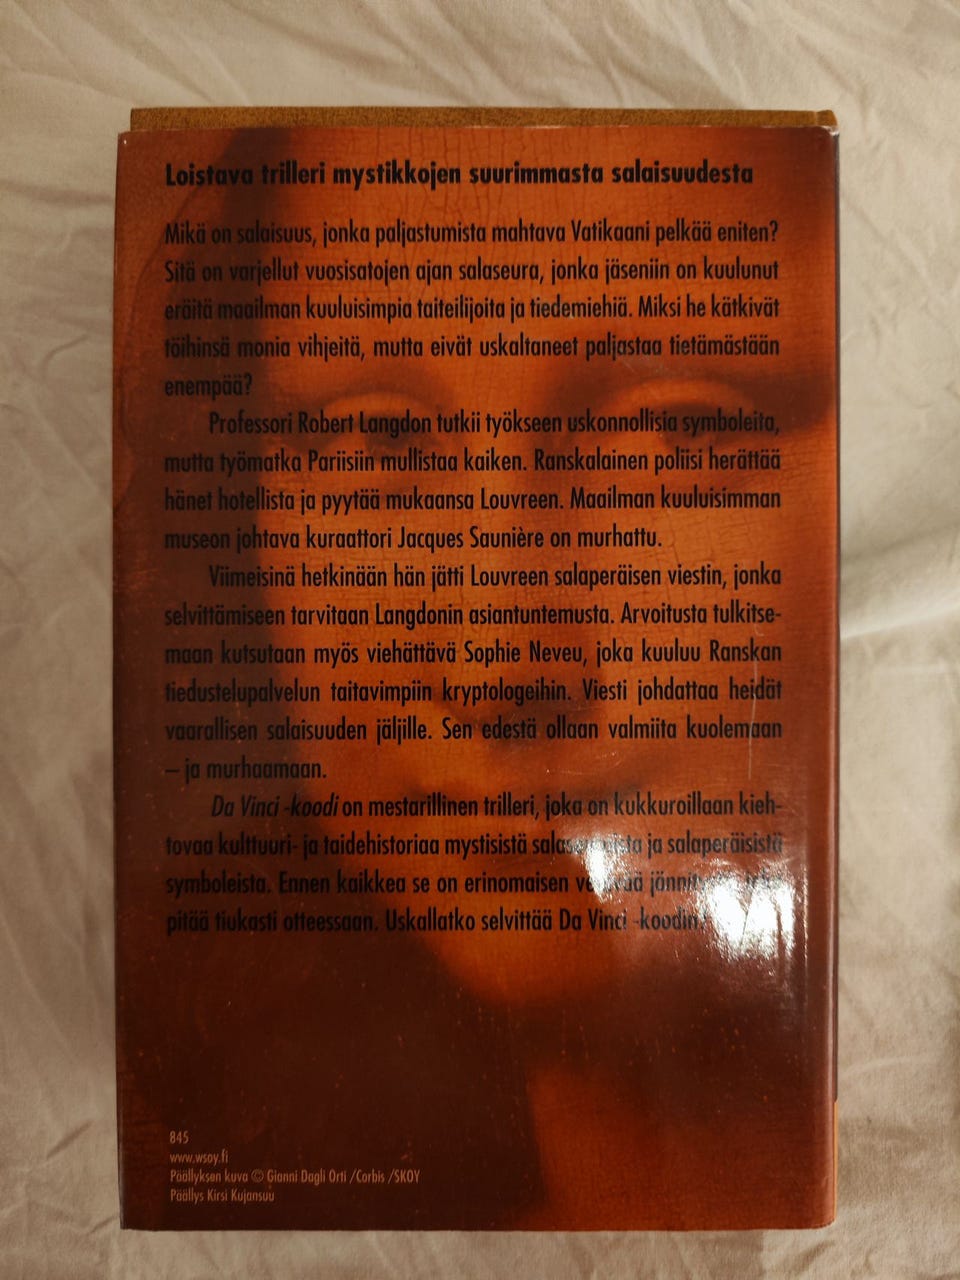 Loistava trilleri mystikkojen suurimmasta salaisuudesta
Mikä on salaisuus, jonka paljastumista mahtava Vatikaani pelkää eniten?
Sitä on varjellut vuosisatojen ajan salaseura, jonka jäseniin on kuulunut
eräitä maailman kuuluisimpia taiteilijoita ja tiedemiehiä. Miksi he kätkivät
töihinsä monia vihjeitä, mutta eivät uskaltaneet paljastaa tietämästään
enempää?
Professori Robert Langdon tutkii työkseen uskonnollisia symboleita,
mutta työmatka Pariisiin mullistaa kaiken. Ranskalainen poliisi herättää
hänet hotellista ja pyytää mukaansa Louvreen. Maailman kuuluisimman
museon johtava kuraattori Jacques Saunière on murhattu.
Viimeisinä hetkinään hän jätti Louvreen salaperäisen viestin, jonka
selvittämiseen tarvitaan Langdonin asiantuntemusta. Arvoitusta tulkitse-
maan kutsutaan myös viehättävä Sophie Neveu, joka kuuluu Ranskan
tiedustelupalvelun taitavimpiin kryptologeihin. Viesti johdattaa heidät
vaarallisen salaisuuden jäljille. Sen edestä ollaan valmiita kuolemaan
– ja murhaamaan.
Da Vinci -koodi on mestarillinen trilleri, joka on kukkuroillaan kieh-
tovaa kulttuuri- ja taidehistoriaa mystisistä ja salaperäisistä
symboleista. Ennen kaikkea se on erinomaisen
pitää tiukasti otteessaan. Uskallatko selvittää Da Vinci -koodin?
845
www.wsoy.fi
Päällyksen kuva © Gianni Dagli Orti /Corbis /SKOY
Päällys Kirsi Kujansuu